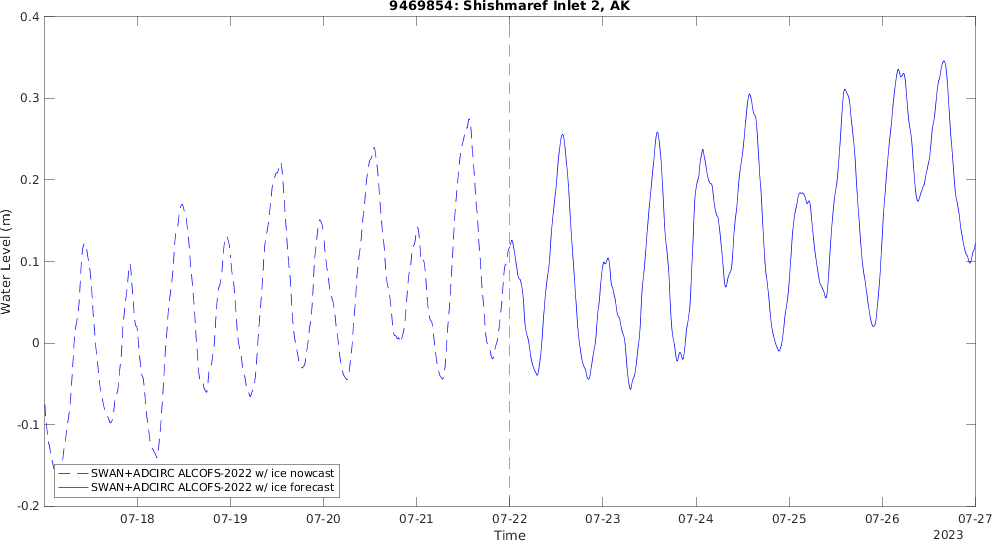 9469854: Shishmaref Inlet 2, AK
0.4
0.3
0.2
0.1
0
-0.1
-0.2
Water Level (m)
SWAN+ADCIRC ALCOFS-2022 w/ ice nowcast
SWAN+ADCIRC ALCOFS-2022 w/ ice forecast
07-18 07-19 07-20 07-21 07-22 07-23 07-24 07-25 07-26 07-27
Time
2023